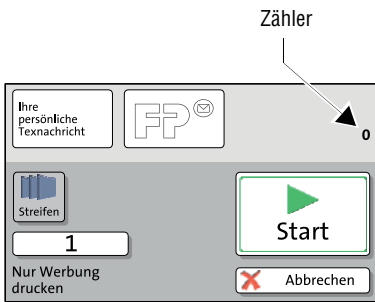 Zähler
Ihre
persönliche
Texnachricht
FP®
0
Streifen
1
Start
Nur Werbung
drucken
Abbrechen